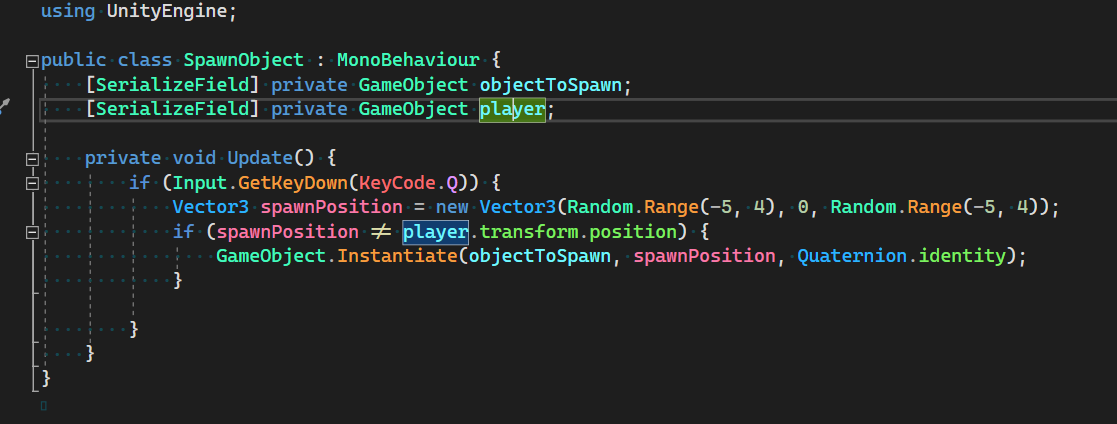 using UnityEngine;
public class SpawnObject : MonoBehaviour {
[SerializeField] private GameObject objectToSpawn;
[SerializeField] private GameObject player;
private void Update() {
if (Input.GetKeyDown(KeyCode.Q)) {
Vector3 spawnPosition = new Vector3(Random.Range(-5, 4), 0, Random.Range(-5, 4));
if (spawnPosition ≠ player.transform.position) {
GameObject.Instantiate(objectToSpawn, spawnPosition, Quaternion.identity);
}
}
}
}